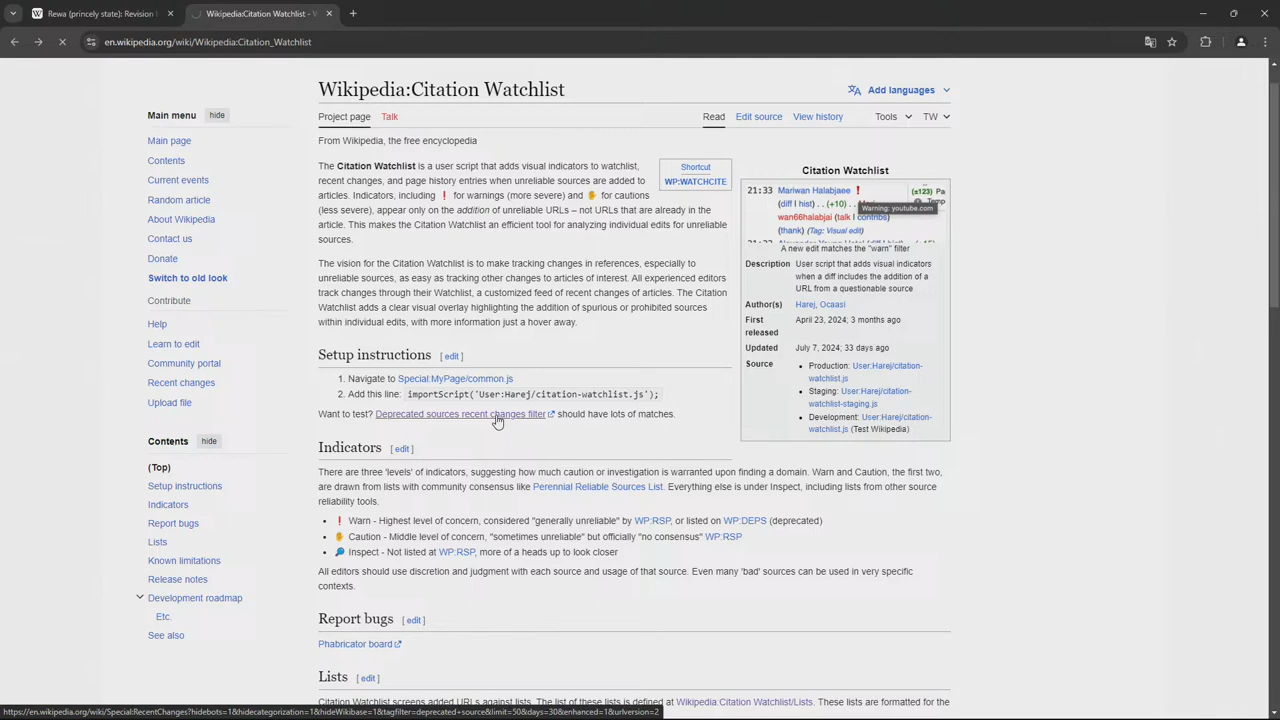 Rewa (princely state): Revision h
Wikipedia:Citation Watchlist - W
en.wikipedia.org/wiki/Wikipedia:Citation_Watchlist
Main menu hide
Main page
Contents
Current events
Random article
About Wikipedia
Contact us
Donate
Switch to old look
Contribute
Help
Learn to edit
Community portal
Recent changes
Upload file
Contents hide
(Top)
Setup instructions
Indicators
Report bugs
Lists
Known limitations
Release notes
Development roadmap
Etc.
See also
Wikipedia:Citation Watchlist
Add languages
Project page Talk
Read Edit source View history Tools TW
From Wikipedia, the free encyclopedia
The Citation Watchlist is a user script that adds visual indicators to watchlist,
recent changes, and page history entries when unreliable sources are added to
articles. Indicators, including ❗ for warnings (more severe) and ✋ for cautions
(less severe), appear only on the addition of unreliable URLs – not URLs that are already in the
article. This makes the Citation Watchlist an efficient tool for analyzing individual edits for unreliable
sources.
Shortcut
WP:WATCHCITE
The vision for the Citation Watchlist is to make tracking changes in references, especially to
unreliable sources, as easy as tracking other changes to articles of interest. All experienced editors
track changes through their Watchlist, a customized feed of recent changes of articles. The Citation
Watchlist adds a clear visual overlay highlighting the addition of spurious or prohibited sources
within individual edits, with more information just a hover away.
Citation Watchlist
21:33 Mariwan Halabjaee ❗ (±123) Pa
(diff | hist) . . (+10) . . Temp
Warning: youtube.com
wan66halabjai (talk | contribs)
(thank) (Tag: Visual edit)
A new edit matches the "warn" filter
Description User script that adds visual indicators
when a diff includes the addition of a
URL from a questionable source
Author(s) Harej, Ocaasi
First
released
April 23, 2024; 3 months ago
Updated July 7, 2024; 33 days ago
Source
• Production: User:Harej/citation-
watchlist.js
• Staging: User:Harej/citation-
watchlist-staging.js
• Development: User:Harej/citation-
watchlist.js (Test Wikipedia)
Setup instructions [ edit ]
1. Navigate to Special:MyPage/common.js
2. Add this line: importScript('User:Harej/citation-watchlist.js');
Want to test? Deprecated sources recent changes filter should have lots of matches.
Indicators [ edit ]
There are three 'levels' of indicators, suggesting how much caution or investigation is warranted upon finding a domain. Warn and Caution, the first two,
are drawn from lists with community consensus like Perennial Reliable Sources List. Everything else is under Inspect, including lists from other source
reliability tools.
• ❗ Warn - Highest level of concern, considered "generally unreliable" by WP:RSP, or listed on WP:DEPS (deprecated)
• ✋ Caution - Middle level of concern, "sometimes unreliable" but officially "no consensus" WP:RSP
• 🔎 Inspect - Not listed at WP:RSP, more of a heads up to look closer
All editors should use discretion and judgment with each source and usage of that source. Even many 'bad' sources can be used in very specific
contexts.
Report bugs [ edit ]
Phabricator board
Lists [ edit ]
Citation Watchlist screens added URLs against lists. The list of these lists is defined at Wikipedia:Citation Watchlist/Lists. These lists are formatted for the
https://en.wikipedia.org/wiki/Special:RecentChanges?hidebots=1&hidecategorization=1&hideWikibase=1&tagfilter=deprecated+source&limit=50&days=30&enhanced=1&urlversion=2